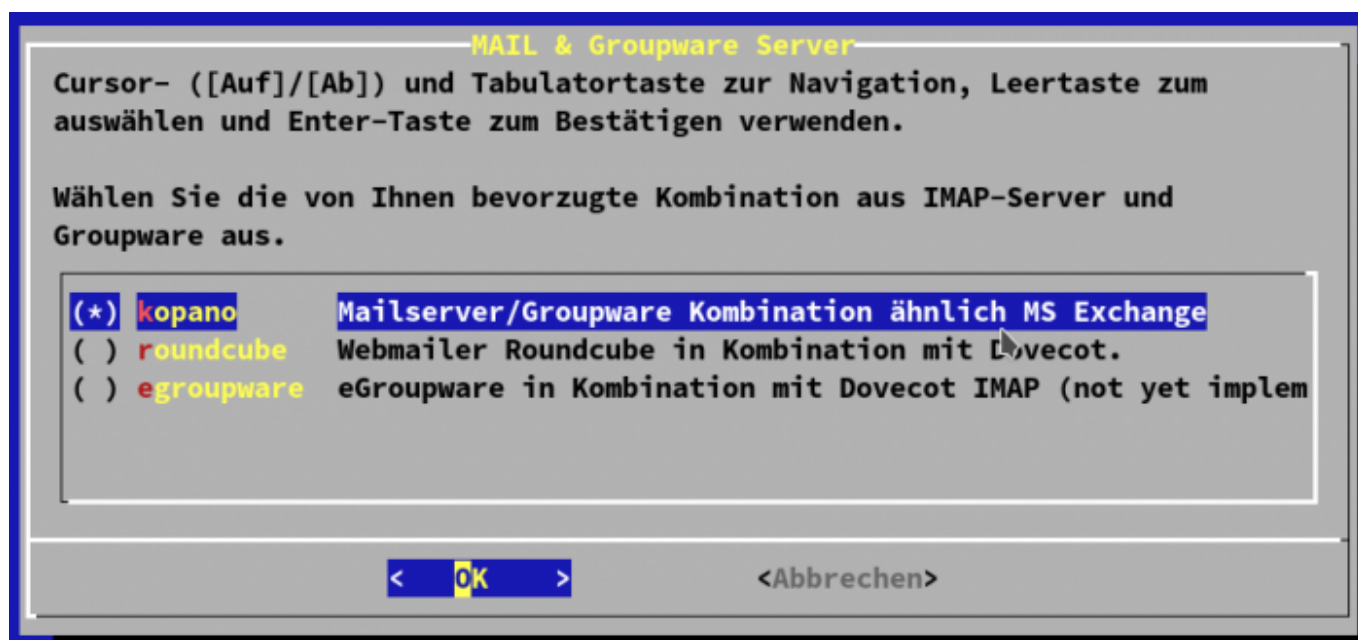 MAIL & Groupware Server
Cursor- ([Auf]/[Ab]) und Tabulatortaste zur Navigation, Leertaste zum
auswählen und Enter-Taste zum Bestätigen verwenden.
Wählen Sie die von Ihnen bevorzugte Kombination aus IMAP-Server und
Groupware aus.
(*) kopano Mailserver/Groupware Kombination ähnlich MS Exchange
( ) roundcube Webmailer Roundcube in Kombination mit Dovecot.
( ) egroupware eGroupware in Kombination mit Dovecot IMAP (not yet implem
< OK > <Abbrechen>